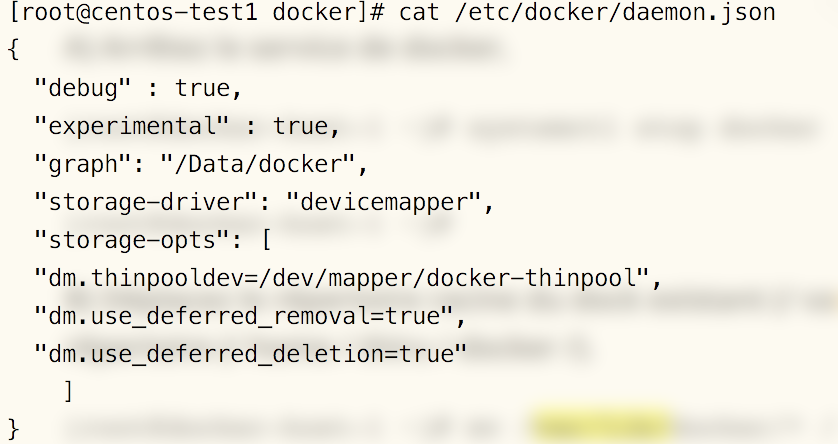 [root@centos-test1 docker]# cat /etc/docker/daemon.json
{
"debug" : true,
"experimental" : true,
"graph": "/Data/docker",
"storage-driver": "devicemapper",
"storage-opts": [
"dm.thinpooldev=/dev/mapper/docker-thinpool",
"dm.use_deferred_removal=true",
"dm.use_deferred_deletion=true"
]
}